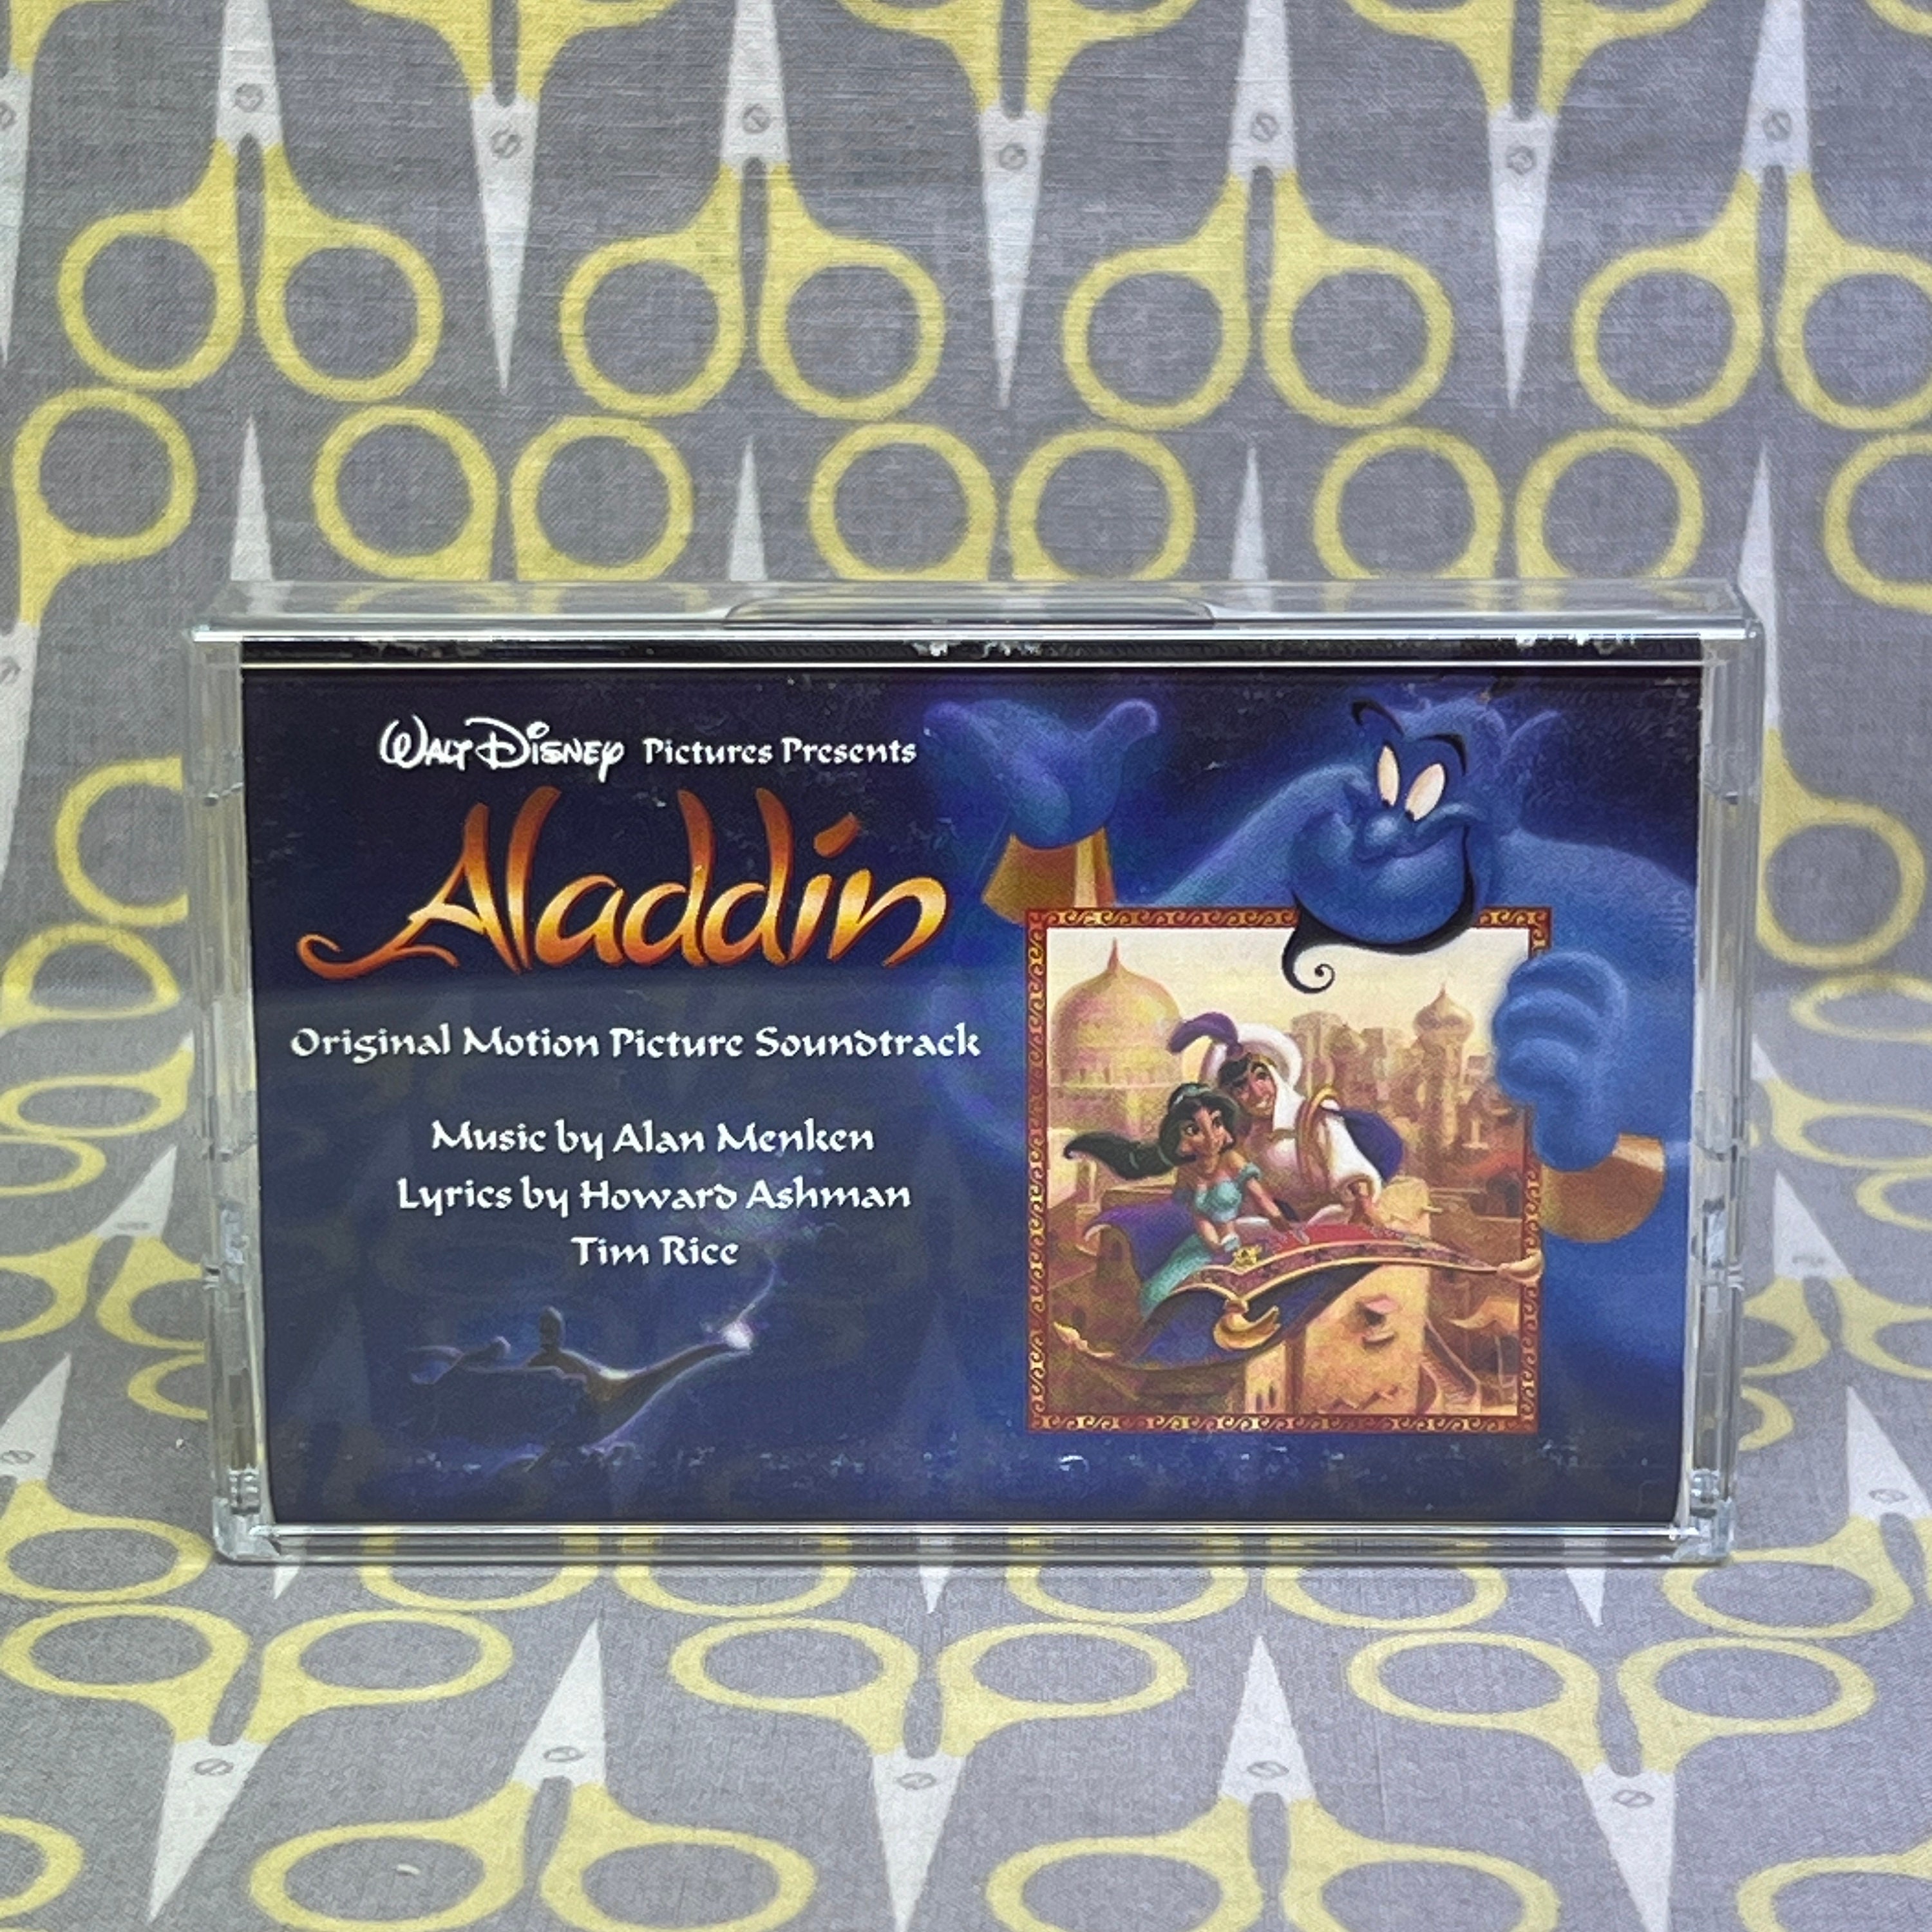 Walt Disney Pictures Presents
Aladdin
Original Motion Picture Soundtrack
Music by Alan Menken
Lyrics by Howard Ashman
Tim Rice